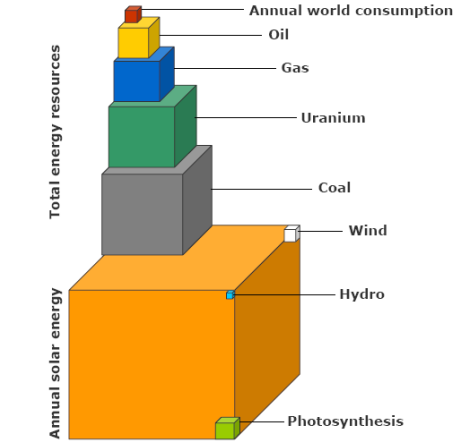 Annual world consumption
Oil
Gas
Total energy resources
Uranium
Coal
Wind
Annual solar energy
Hydro
Photosynthesis